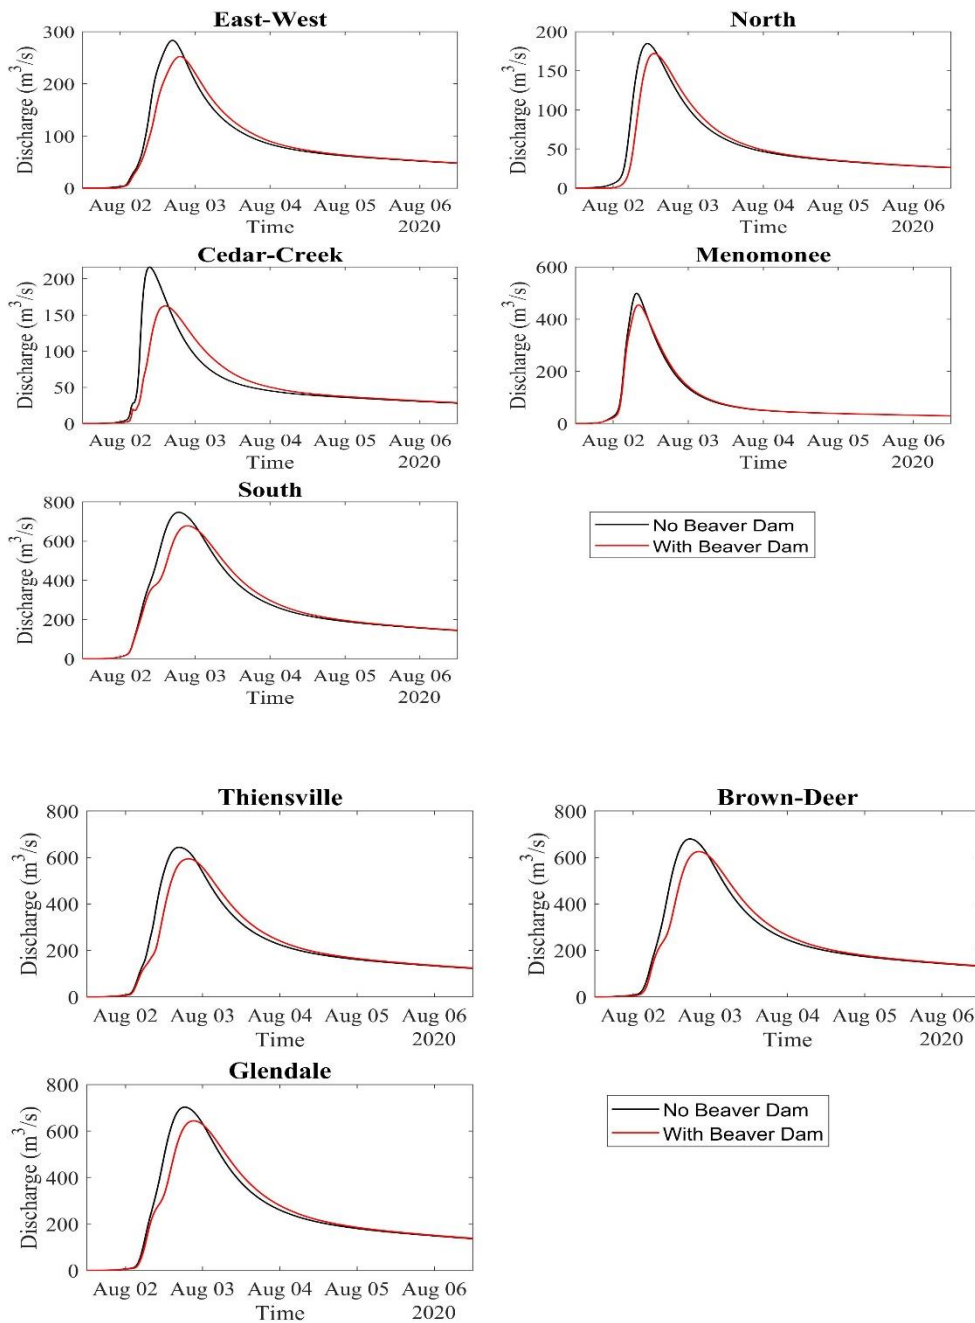 East-West
Discharge (m³/s)
300
200
100
0
Aug 02 Aug 03 Aug 04 Aug 05 Aug 06
Time
2020
North
Discharge (m³/s)
200
150
100
50
0
Aug 02 Aug 03 Aug 04 Aug 05 Aug 06
Time
2020
Cedar-Creek
Discharge (m³/s)
200
150
100
50
0
Aug 02 Aug 03 Aug 04 Aug 05 Aug 06
Time
2020
Menomonee
Discharge (m³/s)
600
400
200
0
Aug 02 Aug 03 Aug 04 Aug 05 Aug 06
Time
2020
South
Discharge (m³/s)
800
600
400
200
0
Aug 02 Aug 03 Aug 04 Aug 05 Aug 06
Time
2020
No Beaver Dam
With Beaver Dam
Thiensville
Discharge (m³/s)
800
600
400
200
0
Aug 02 Aug 03 Aug 04 Aug 05 Aug 06
Time
2020
Brown-Deer
Discharge (m³/s)
800
600
400
200
0
Aug 02 Aug 03 Aug 04 Aug 05 Aug 06
Time
2020
Glendale
Discharge (m³/s)
800
600
400
200
0
Aug 02 Aug 03 Aug 04 Aug 05 Aug 06
Time
2020
No Beaver Dam
With Beaver Dam